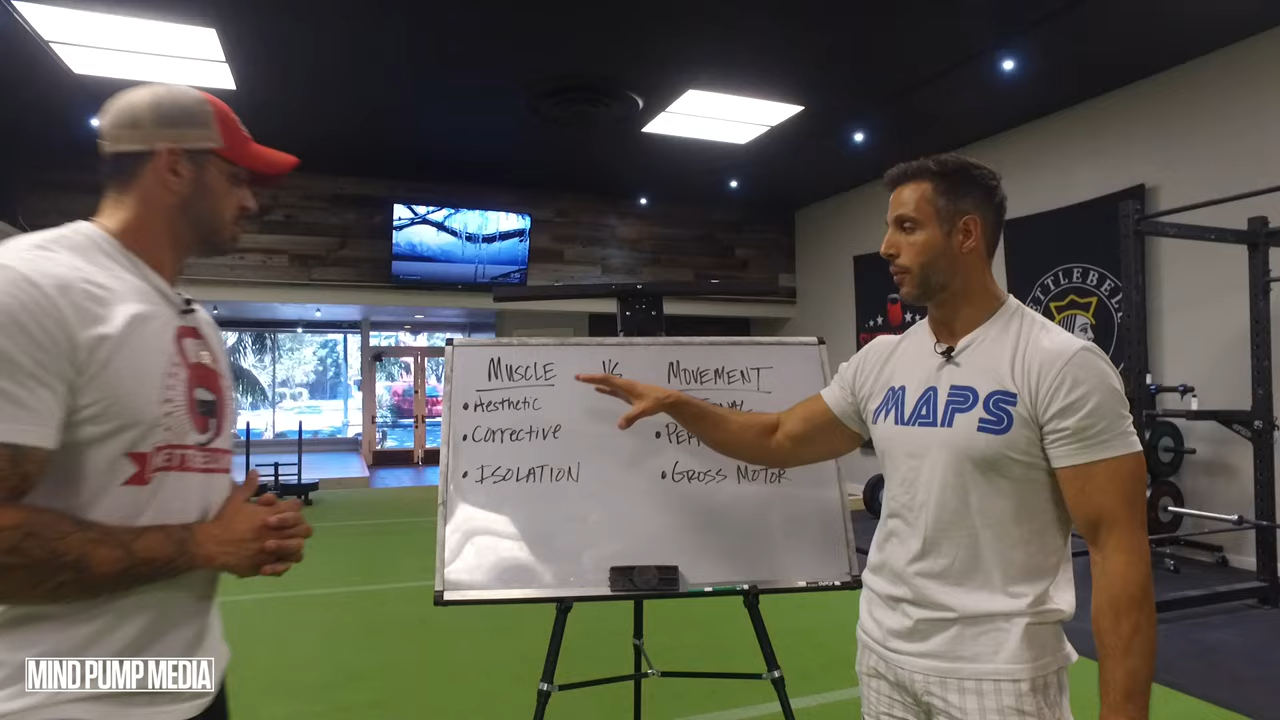 MUSCLE VS MOVEMENT
• Aesthetic
• Corrective
• ISOLATION
• GROSS MOTOR
MAPS
MIND PUMP MEDIA